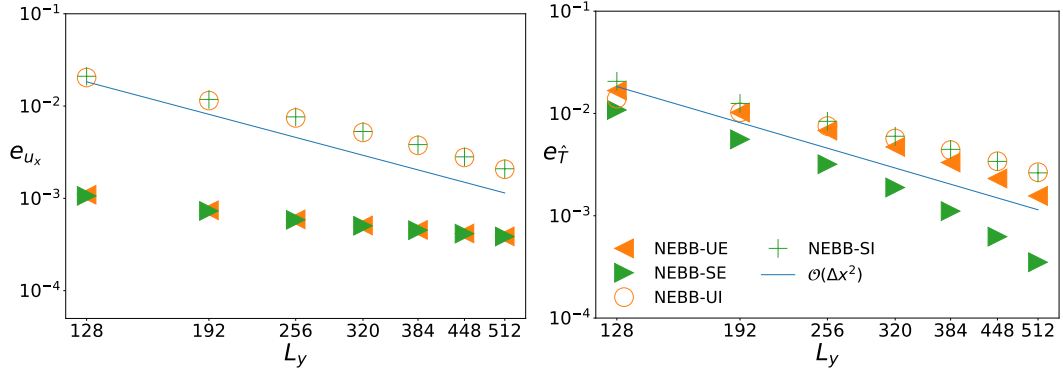 10⁻¹
10⁻²
e_{u_x}
10⁻³
10⁻⁴
128 192 256 320 384 448 512
L_y
10⁻¹
10⁻²
e_{T̂}
10⁻³
10⁻⁴
NEBB-UE
NEBB-SE
NEBB-UI
NEBB-SI
𝒪(Δx²)
128 192 256 320 384 448 512
L_y